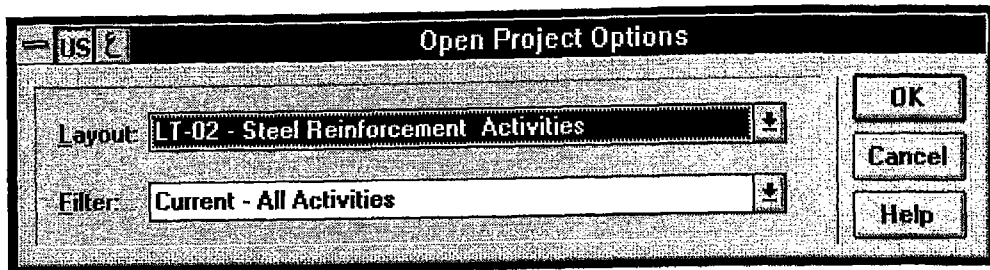 US ع Open Project Options
Layout: LT-02 - Steel Reinforcement Activities
Filter: Current - All Activities
OK
Cancel
Help